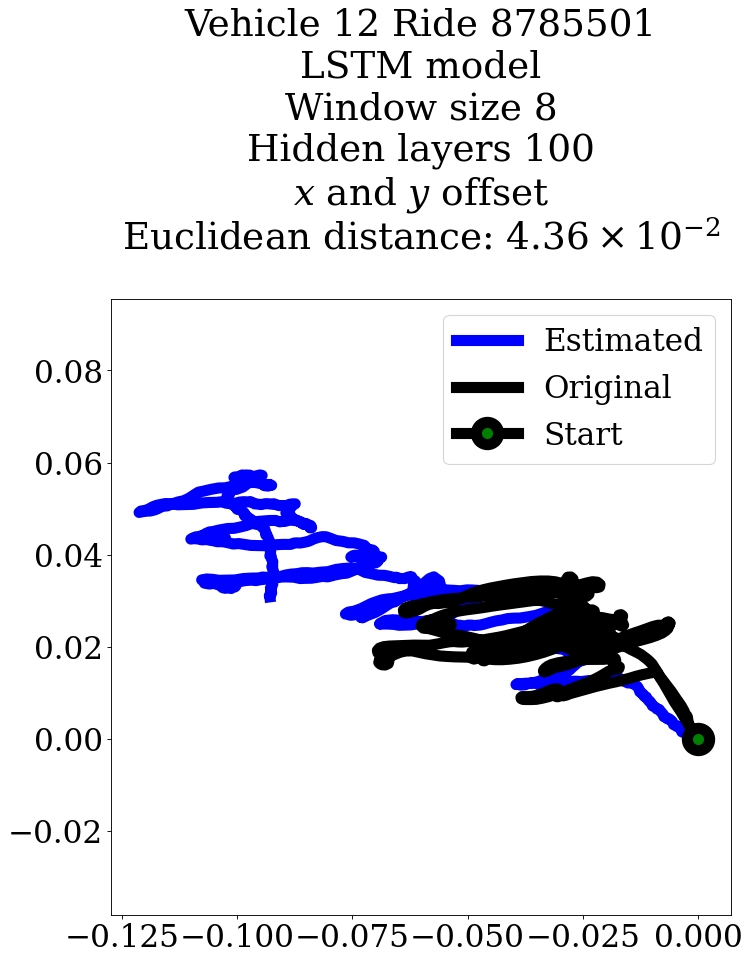 Vehicle 12 Ride 8785501
LSTM model
Window size 8
Hidden layers 100
x and y offset
Euclidean distance: 4.36 × 10⁻²
Estimated
Original
Start
0.08
0.06
0.04
0.02
0.00
−0.02
−0.125 −0.100 −0.075 −0.050 −0.025 0.000